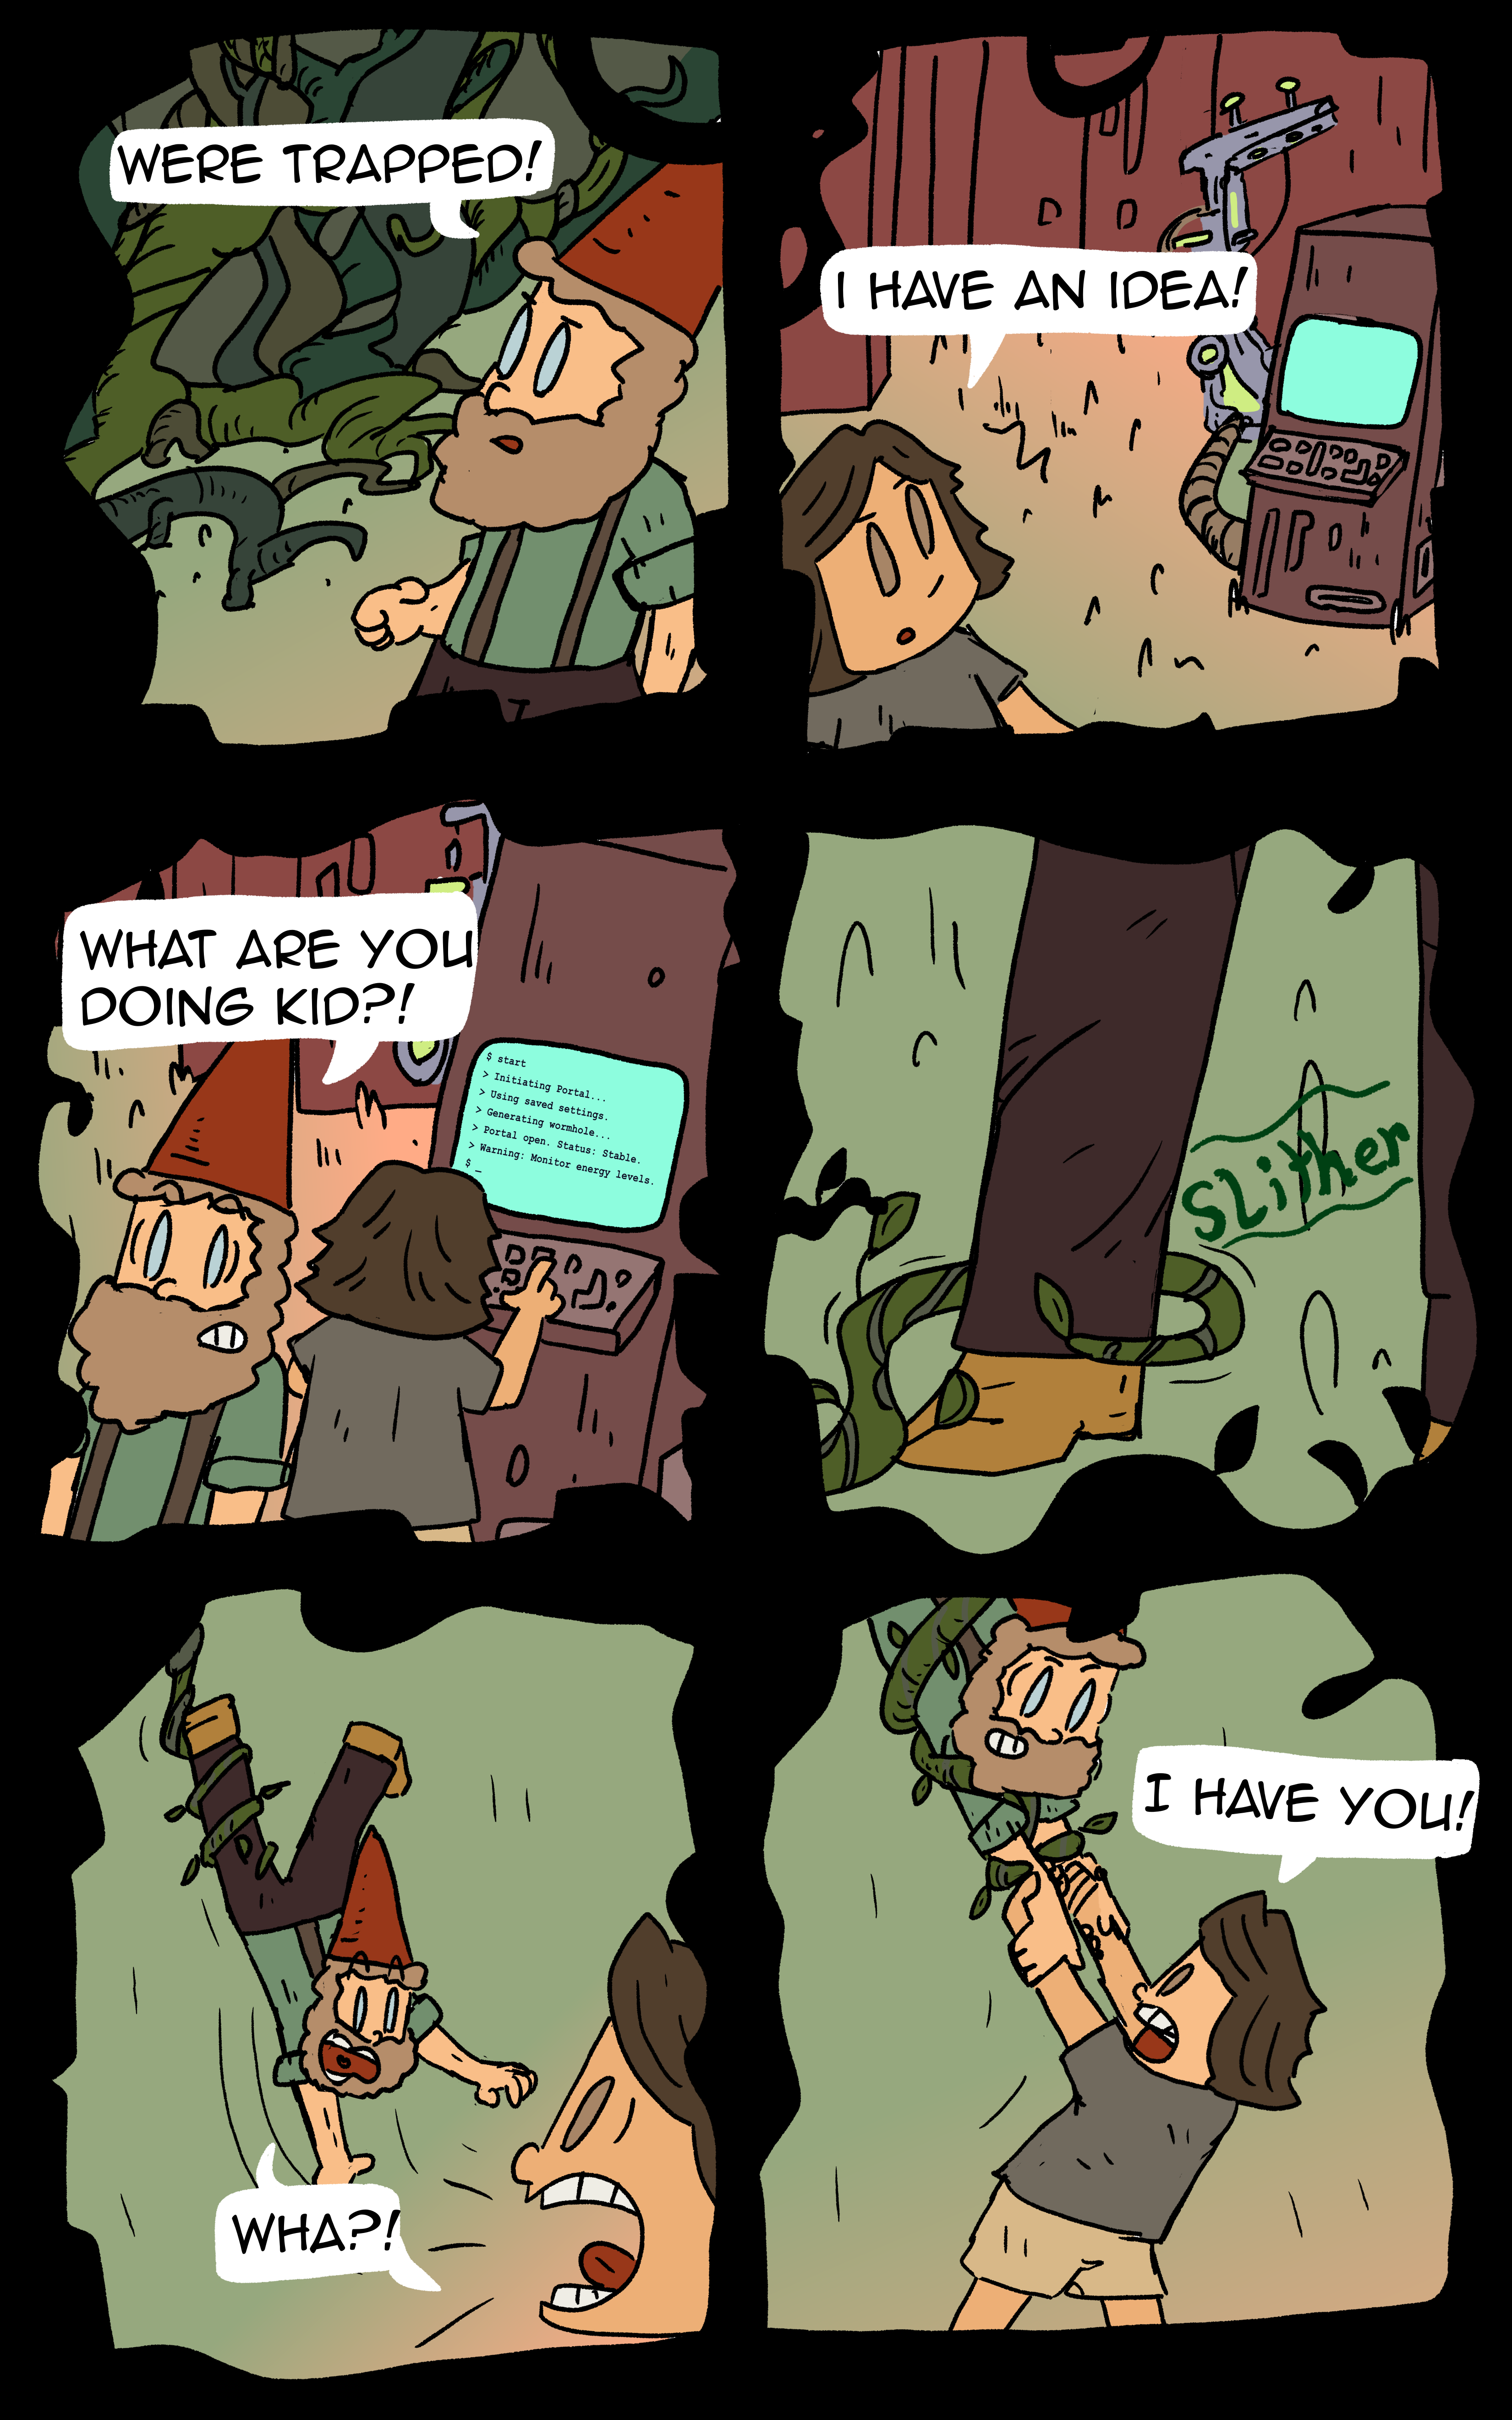 WERE TRAPPED!
I HAVE AN IDEA!
WHAT ARE YOU
DOING KID?!
$ start
> Initiating Portal...
> Using saved settings.
> Generating wormhole...
> Portal open. Status: Stable.
> Warning: Monitor energy levels.
$ _
SLither
WHA?!
I HAVE YOU!